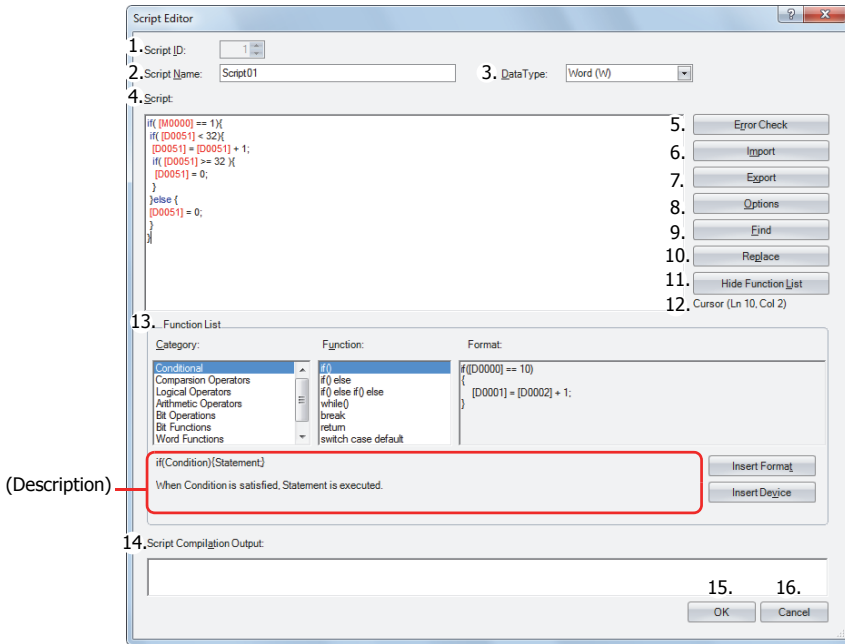 Script Editor
1. Script ID: 1
2. Script Name: Script01 3. DataType: Word (W)
4. Script:
if( [M0000] == 1){
if( [D0051] < 32){
[D0051] = [D0051] + 1;
if( [D0051] >= 32 ){
[D0051] = 0;
}
}else {
[D0051] = 0;
}
}
5. Error Check
6. Import
7. Export
8. Options
9. Find
10. Replace
11. Hide Function List
12. Cursor (Ln 10, Col 2)
13. Function List
Category: Function: Format:
Conditional
Comparsion Operators
Logical Operators
Arithmetic Operators
Bit Operations
Bit Functions
Word Functions
if()
if() else
if() else if() else
while()
break
return
switch case default
if([D0000] == 10)
{
[D0001] = [D0002] + 1;
}
(Description)
if(Condition){Statement;}
When Condition is satisfied, Statement is executed.
Insert Format
Insert Device
14. Script Compilation Output:
15. 16.
OK Cancel